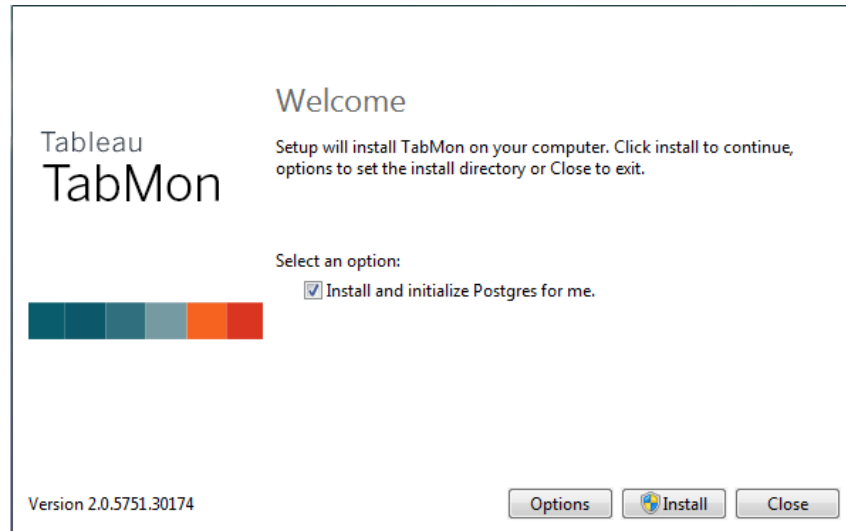 Welcome
Tableau
TabMon
Setup will install TabMon on your computer. Click install to continue,
options to set the install directory or Close to exit.
Select an option:
Install and initialize Postgres for me.
Version 2.0.5751.30174
Options
Install
Close